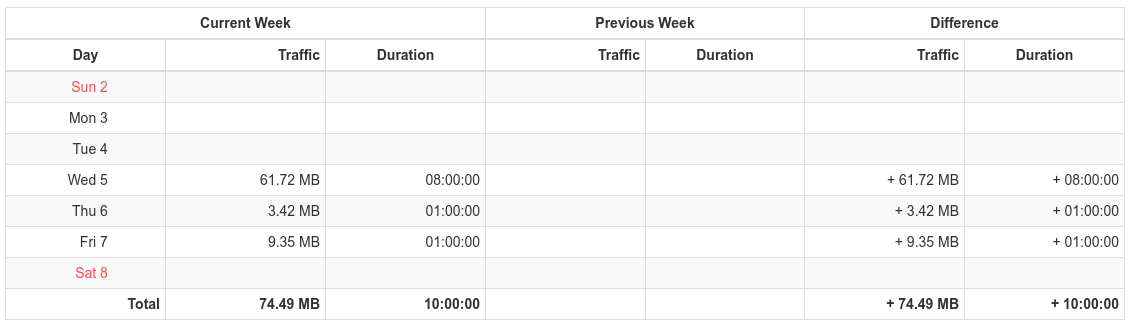 Current Week Previous Week Difference
Day Traffic Duration Traffic Duration Traffic Duration
Sun 2
Mon 3
Tue 4
Wed 5 61.72 MB 08:00:00 + 61.72 MB + 08:00:00
Thu 6 3.42 MB 01:00:00 + 3.42 MB + 01:00:00
Fri 7 9.35 MB 01:00:00 + 9.35 MB + 01:00:00
Sat 8
Total 74.49 MB 10:00:00 + 74.49 MB + 10:00:00